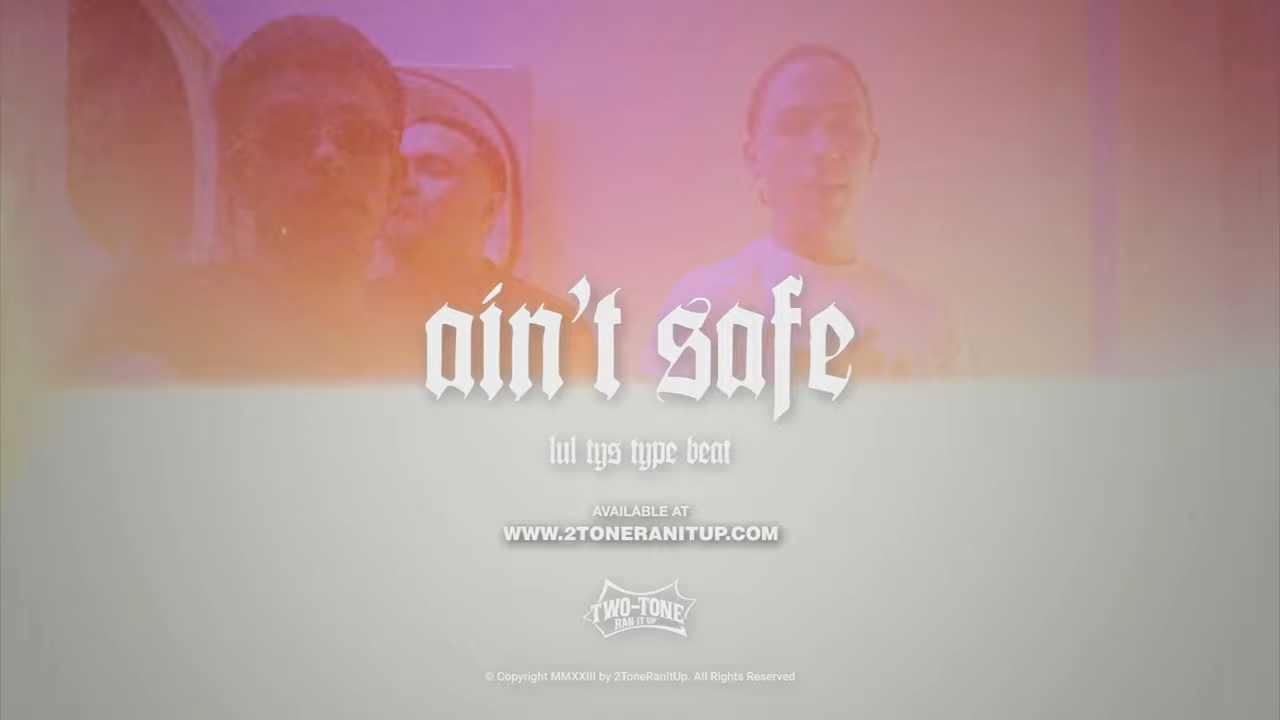 ain't safe
lul tys type beat
AVAILABLE AT
WWW.2TONERANITUP.COM
TWO-TONE
RAN IT UP
© Copyright MMXXIII by 2ToneRanItUp. All Rights Reserved